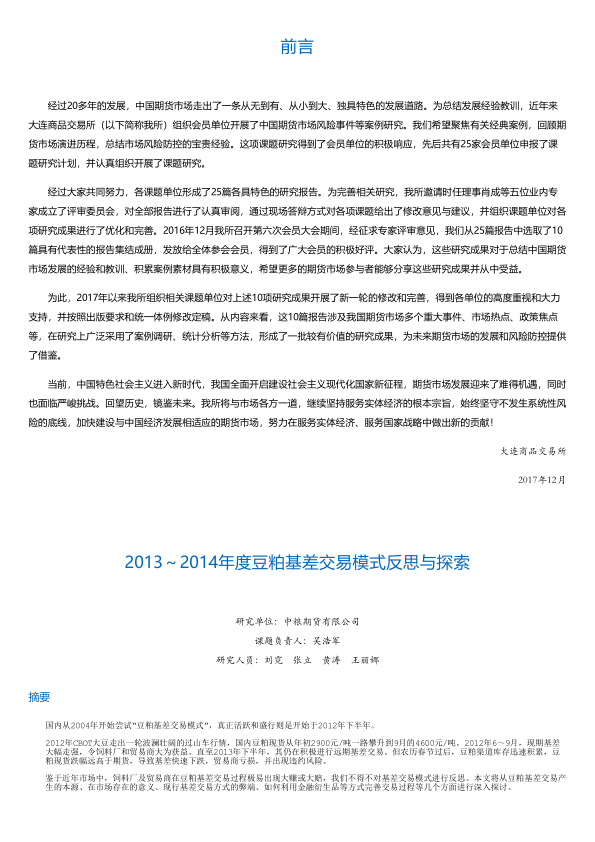 前言
经过20多年的发展，中国期货市场走出了一条从无到有、从小到大、独具特色的发展道路。为总结发展经验教训，近年来
大连商品交易所（以下简称我所）组织会员单位开展了中国期货市场风险事件等案例研究。我们希望聚焦有关经典案例，回顾期
货市场演进历程，总结市场风险防控的宝贵经验。这项课题研究得到了会员单位的积极响应，先后共有25家会员单位申报了课
题研究计划，并认真组织开展了课题研究。
经过大家共同努力，各课题单位形成了25篇各具特色的研究报告。为完善相关研究，我所邀请时任理事肖成等五位业内专
家成立了评审委员会，对全部报告进行了认真审阅，通过现场答辩方式对各项课题给出了修改意见与建议，并组织课题单位对各
项研究成果进行了优化和完善。2016年12月我所召开第六次会员大会期间，经征求专家评审意见，我们从25篇报告中选取了10
篇具有代表性的报告集结成册，发放给全体参会会员，得到了广大会员的积极好评。大家认为，这些研究成果对于总结中国期货
市场发展的经验和教训、积累案例素材具有积极意义，希望更多的期货市场参与者能够分享这些研究成果并从中受益。
为此，2017年以来我所组织相关课题单位对上述10项研究成果开展了新一轮的修改和完善，得到各单位的高度重视和大力
支持，并按照出版要求和统一体例修改定稿。从内容来看，这10篇报告涉及我国期货市场多个重大事件、市场热点、政策焦点
等，在研究上广泛采用了案例调研、统计分析等方法，形成了一批较有价值的研究成果，为未来期货市场的发展和风险防控提供
了借鉴。
当前，中国特色社会主义进入新时代，我国全面开启建设社会主义现代化国家新征程，期货市场发展迎来了难得机遇，同时
也面临严峻挑战。回望历史，镜鉴未来。我所将与市场各方一道，继续坚持服务实体经济的根本宗旨，始终坚守不发生系统性风
险的底线，加快建设与中国经济发展相适应的期货市场，努力在服务实体经济、服务国家战略中做出新的贡献！
大连商品交易所
2017年12月
2013～2014年度豆粕基差交易模式反思与探索
研究单位：中粮期货有限公司
课题负责人：吴浩军
研究人员：刘竞　张立　黄涛　王丽娜
摘要
国内从2004年开始尝试“豆粕基差交易模式”，真正活跃和盛行则是开始于2012年下半年。
2012年CBOT大豆走出一轮波澜壮阔的过山车行情，国内豆粕现货从年初2900元/吨一路攀升到9月的4600元/吨。2012年6～9月，现期基差
大幅走强，令饲料厂和贸易商大为获益。直至2013年下半年，其仍在积极进行远期基差交易。但农历春节过后，豆粕渠道库存迅速积累，豆
粕现货跌幅远高于期货，导致基差快速下跌，贸易商亏损，并出现违约风险。
鉴于近年市场中，饲料厂及贸易商在豆粕基差交易过程极易出现大赚或大赔，我们不得不对基差交易模式进行反思。本文将从豆粕基差交易产
生的本源、在市场存在的意义、现行基差交易方式的弊端、如何利用金融衍生品等方式完善交易过程等几个方面进行深入探讨。